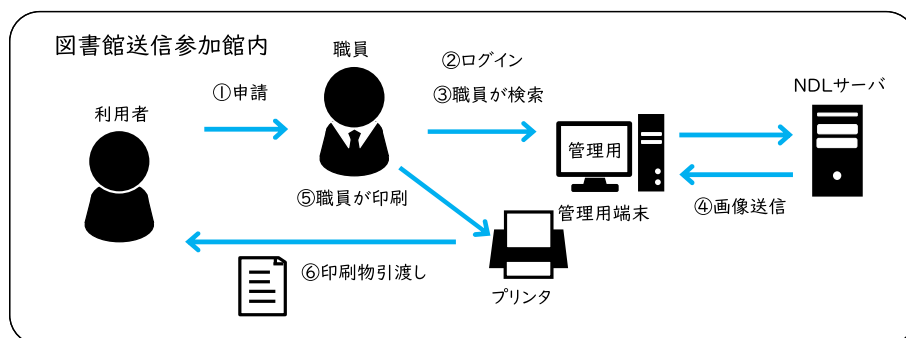 図書館送信参加館内
職員
②ログイン
③職員が検索
NDLサーバ
①申請
利用者
管理用
⑤職員が印刷
管理用端末
④画像送信
⑥印刷物引渡し
プリンタ